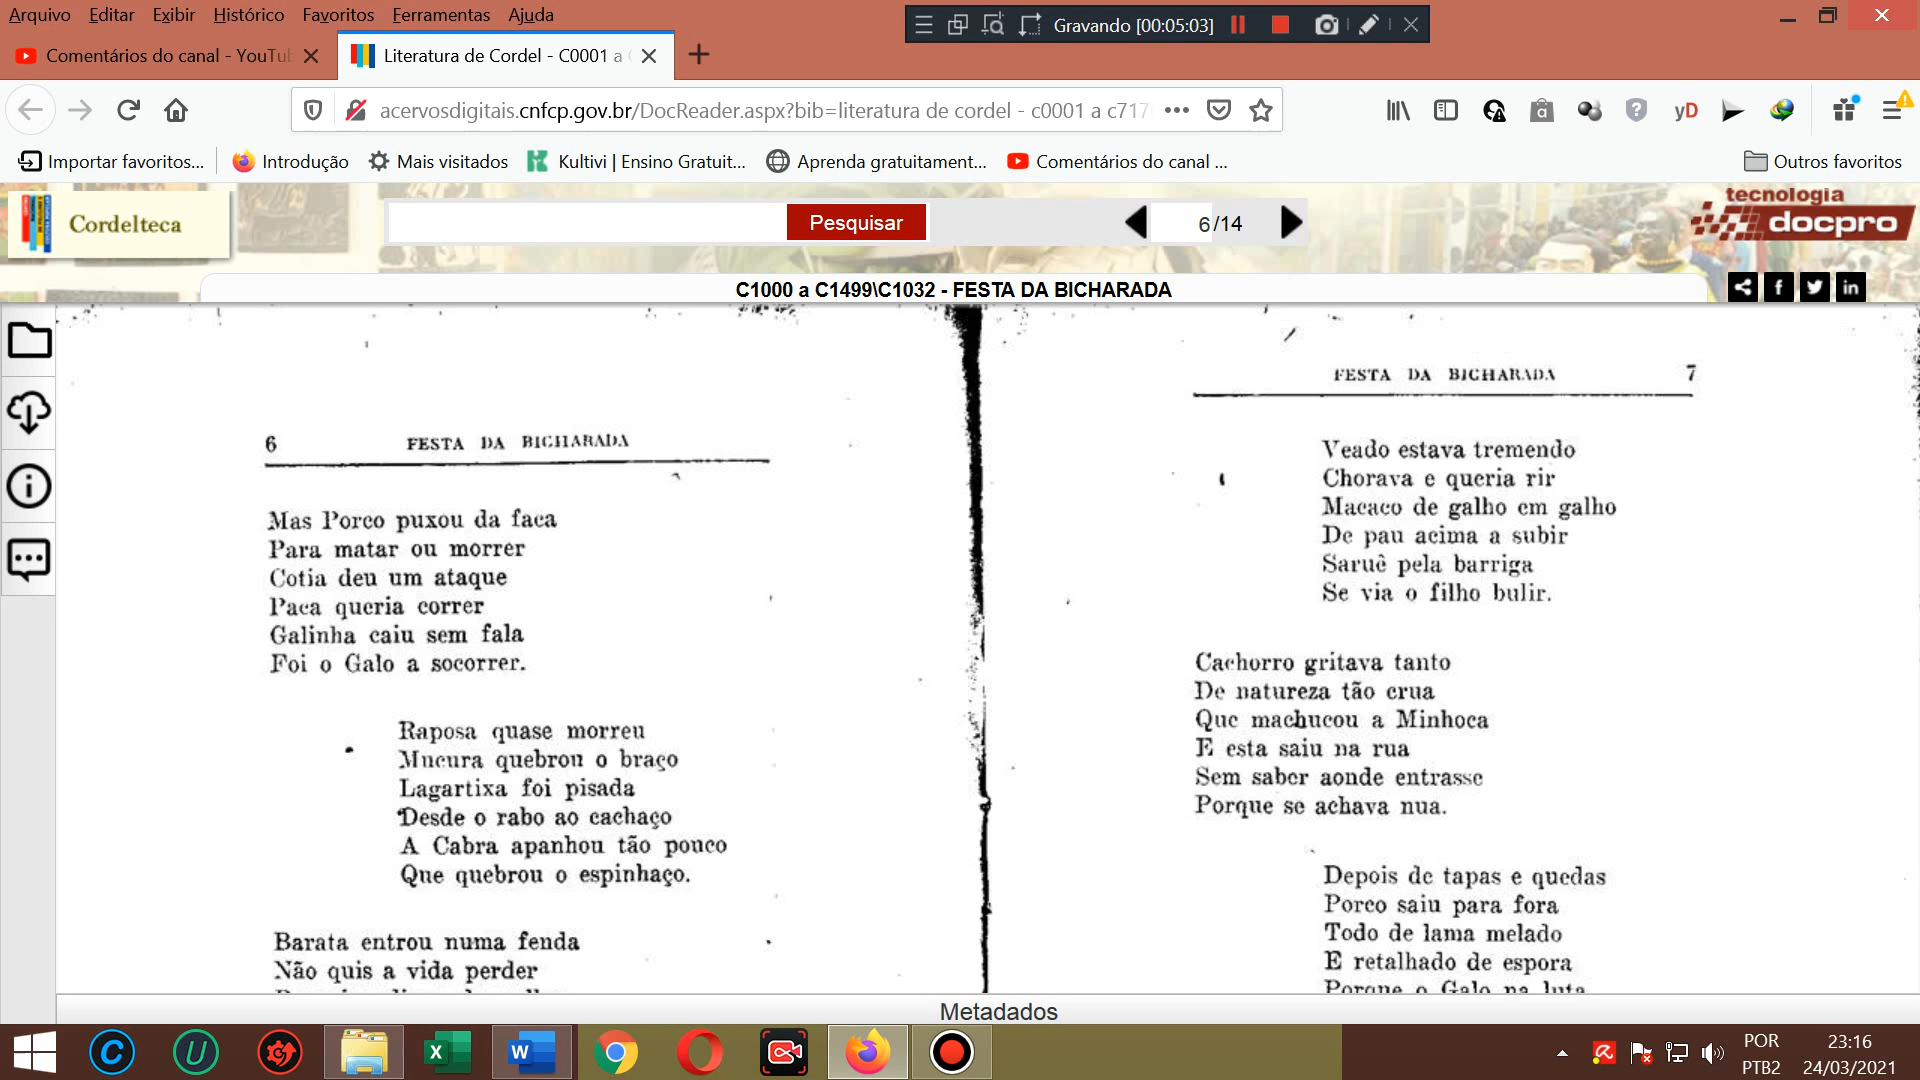 Arquivo Editar Exibir Histórico Favoritos Ferramentas Ajuda
Gravando [00:05:03]
Comentários do canal - YouTub
Literatura de Cordel - C0001 a
acervosdigitais.cnfcp.gov.br/DocReader.aspx?bib=literatura de cordel - c0001 a c717
Importar favoritos... Introdução Mais visitados Kultivi | Ensino Gratuit... Aprenda gratuitament... Comentários do canal ... Outros favoritos
Cordelteca
Pesquisar
6 /14
tecnologia
docpro
C1000 a C1499\C1032 - FESTA DA BICHARADA
6 FESTA DA BICHARADA
Mas Porco puxou da faca
Para matar ou morrer
Cotia deu um ataque
Paca queria correr
Galinha caiu sem fala
Foi o Galo a socorrer.
Raposa quase morreu
Mucura quebrou o braço
Lagartixa foi pisada
Desde o rabo ao cachaço
A Cabra apanhou tão pouco
Que quebrou o espinhaço.
Barata entrou numa fenda
Não quis a vida perder
FESTA DA BICHARADA 7
Veado estava tremendo
Chorava e queria rir
Macaco de galho em galho
De pau acima a subir
Saruê pela barriga
Se via o filho bulir.
Cachorro gritava tanto
De natureza tão crua
Que machucou a Minhoca
E esta saiu na rua
Sem saber aonde entrasse
Porque se achava nua.
Depois de tapas e quedas
Porco saiu para fora
Todo de lama melado
E retalhado de espora
Porque o Galo na luta
Metadados
POR
PTB2
23:16
24/03/2021